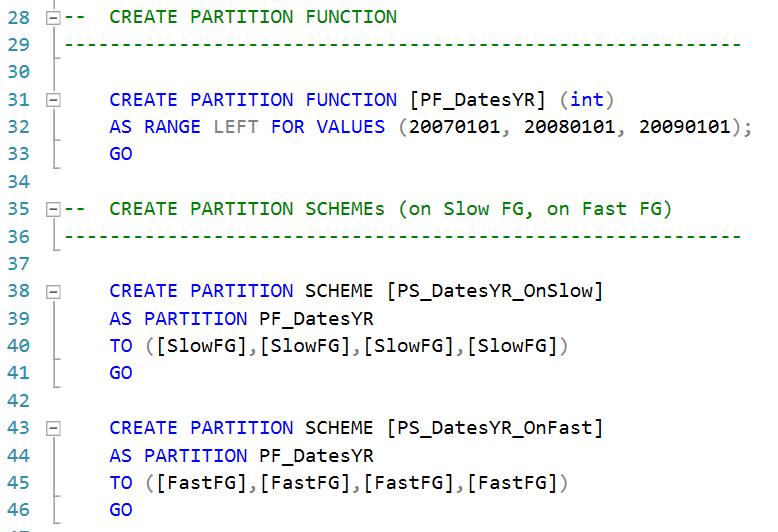 28 -- CREATE PARTITION FUNCTION
29 -----------------------------------------------------------
30
31 CREATE PARTITION FUNCTION [PF_DatesYR] (int)
32 AS RANGE LEFT FOR VALUES (20070101, 20080101, 20090101);
33 GO
34
35 -- CREATE PARTITION SCHEMEs (on Slow FG, on Fast FG)
36 -----------------------------------------------------------
37
38 CREATE PARTITION SCHEME [PS_DatesYR_OnSlow]
39 AS PARTITION PF_DatesYR
40 TO ([SlowFG],[SlowFG],[SlowFG],[SlowFG])
41 GO
42
43 CREATE PARTITION SCHEME [PS_DatesYR_OnFast]
44 AS PARTITION PF_DatesYR
45 TO ([FastFG],[FastFG],[FastFG],[FastFG])
46 GO